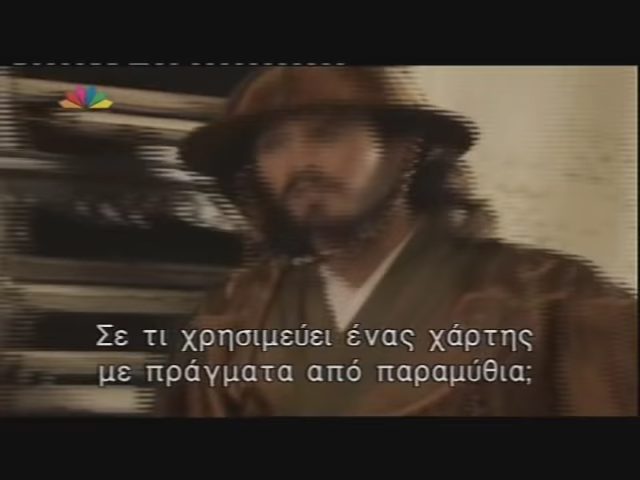 Σε τι χρησιμεύει ένας χάρτης
με πράγματα από παραμύθια;